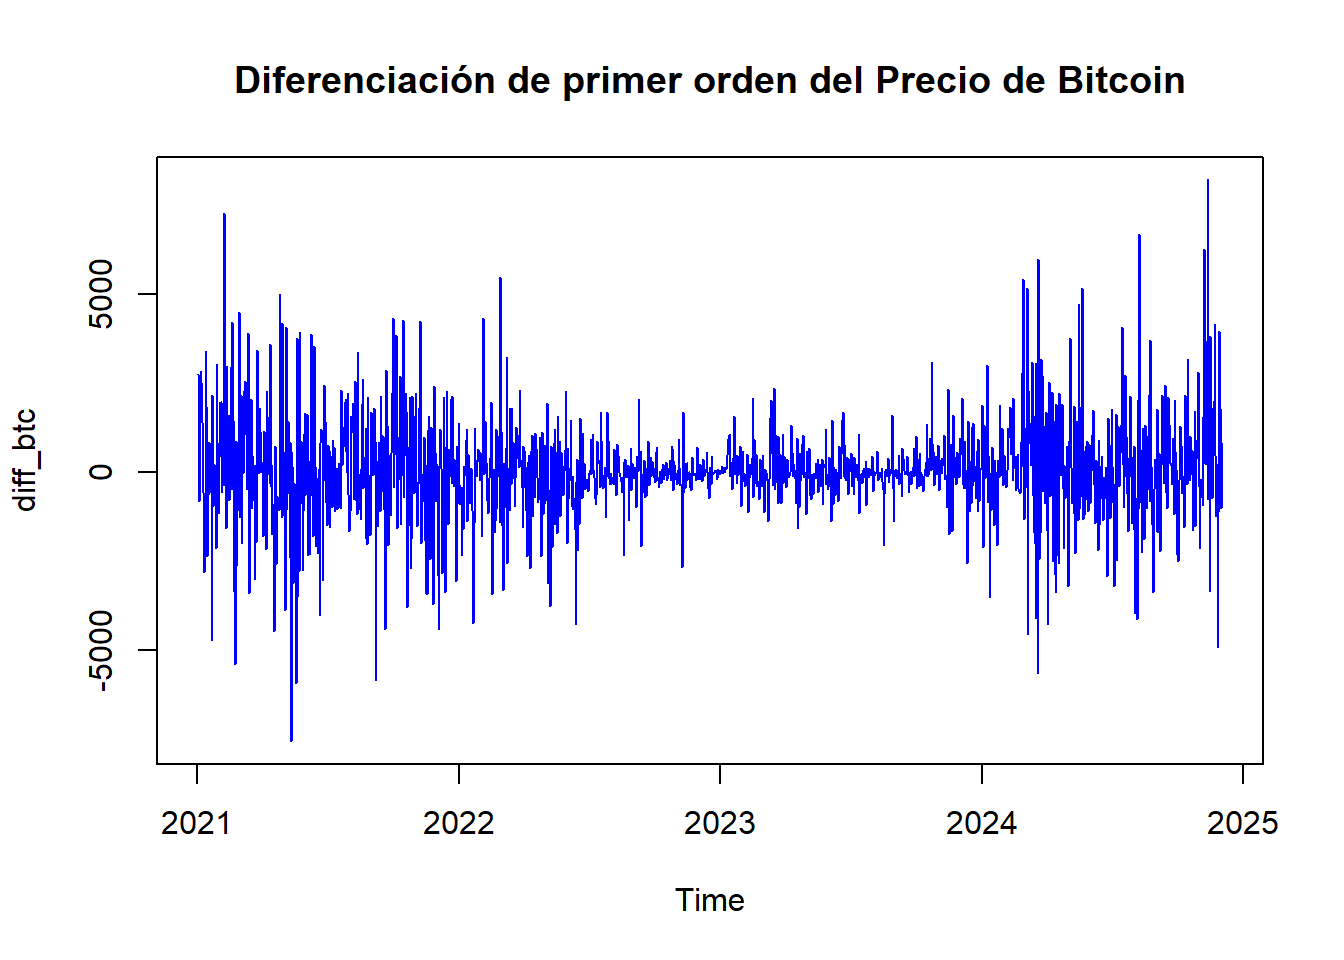 Diferenciación de primer orden del Precio de Bitcoin
diff_btc
5000
0
-5000
2021 2022 2023 2024 2025
Time